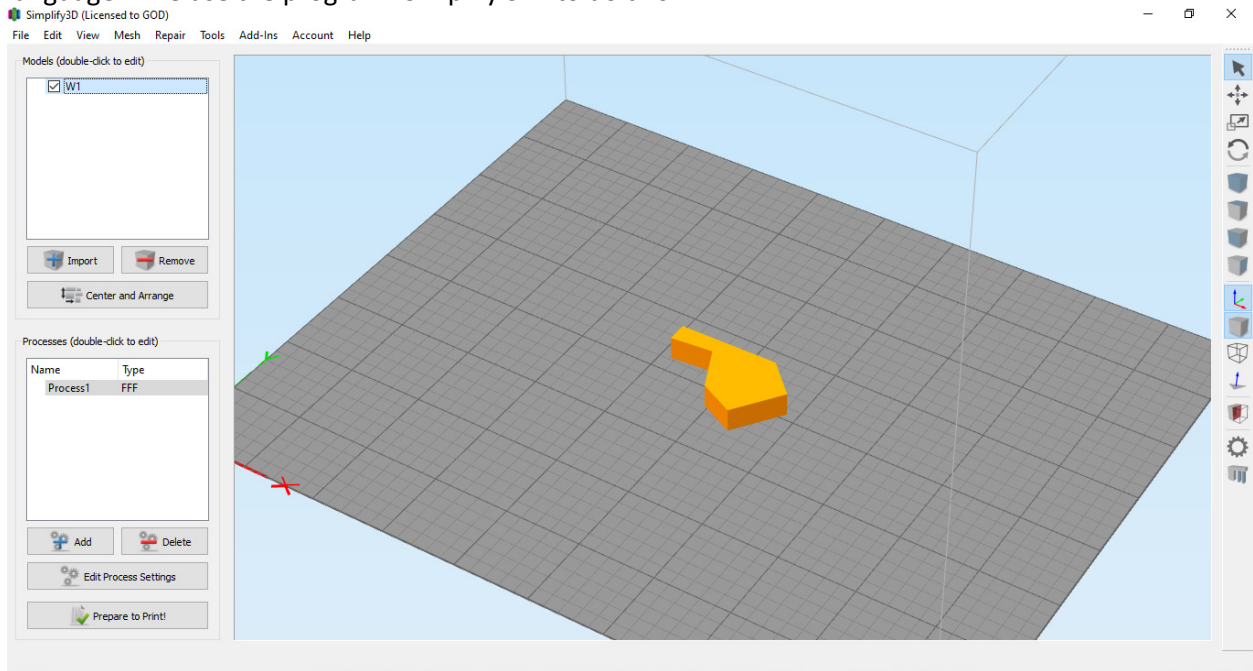 Simplify3D (Licensed to GOD)
File Edit View Mesh Repair Tools Add-Ins Account Help
Models (double-click to edit)
W1
Import Remove
Center and Arrange
Processes (double-click to edit)
Name Type
Process1 FFF
Add Delete
Edit Process Settings
Prepare to Print!